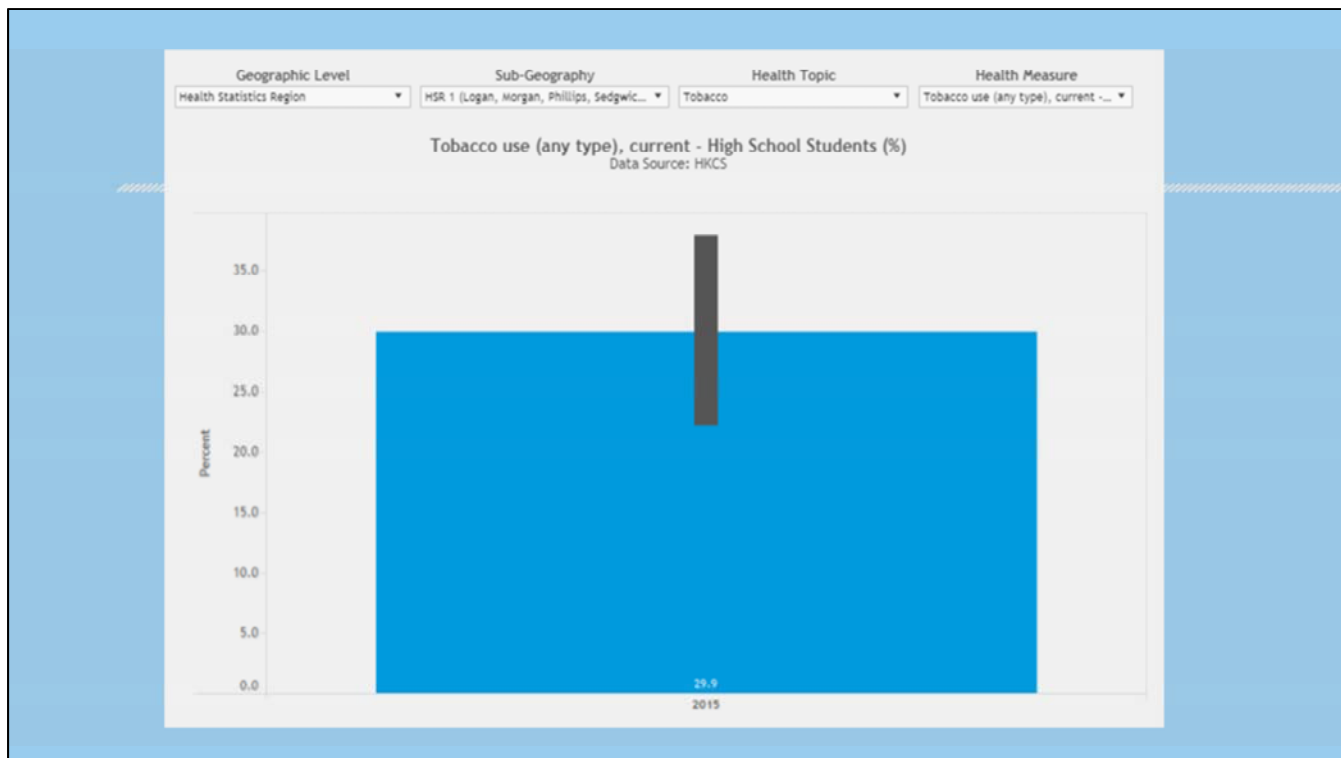 Geographic Level Sub-Geography Health Topic Health Measure
Health Statistics Region HSR 1 (Logan, Morgan, Phillips, Sedgwic... Tobacco Tobacco use (any type), current -...
Tobacco use (any type), current - High School Students (%)
Data Source: HKCS
35.0
30.0
25.0
20.0
15.0
10.0
5.0
0.0
Percent
29.9
2015